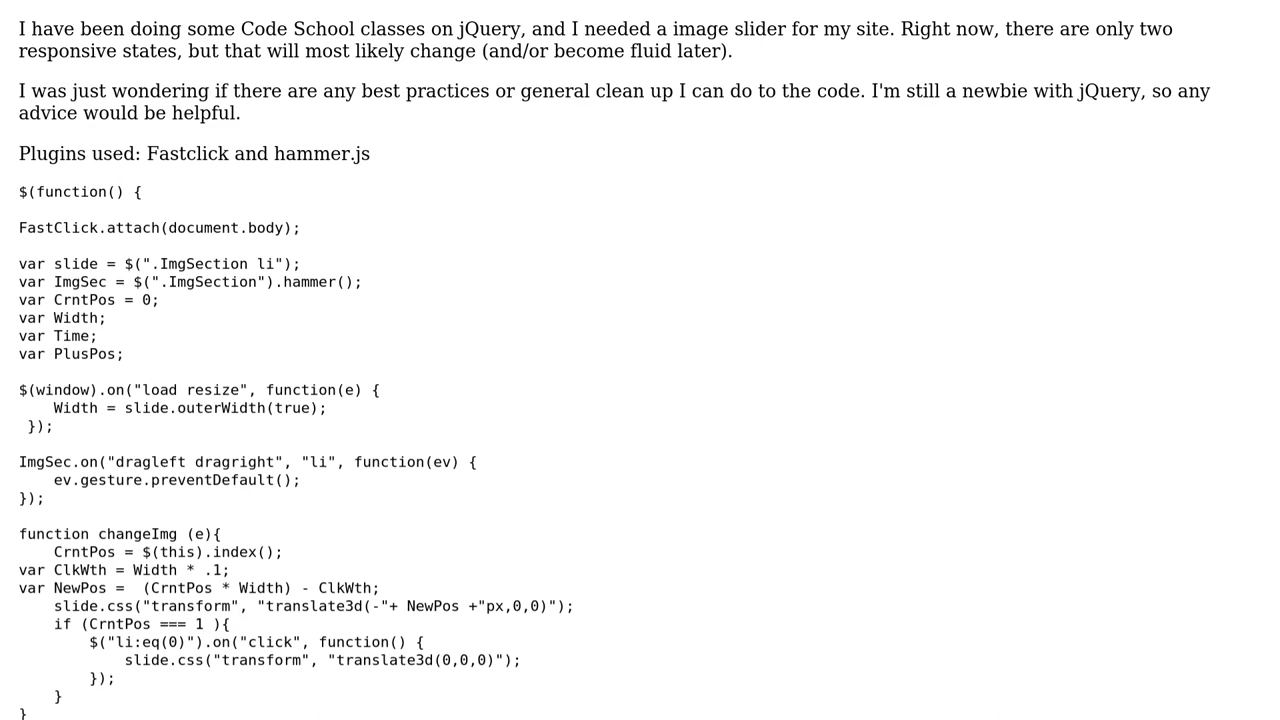 I have been doing some Code School classes on jQuery, and I needed a image slider for my site. Right now, there are only two
responsive states, but that will most likely change (and/or become fluid later).
I was just wondering if there are any best practices or general clean up I can do to the code. I'm still a newbie with jQuery, so any
advice would be helpful.
Plugins used: Fastclick and hammer.js
$(function() {
FastClick.attach(document.body);
var slide = $(".ImgSection li");
var ImgSec = $(".ImgSection").hammer();
var CrntPos = 0;
var Width;
var Time;
var PlusPos;
$(window).on("load resize", function(e) {
    Width = slide.outerWidth(true);
 });
ImgSec.on("dragleft dragright", "li", function(ev) {
    ev.gesture.preventDefault();
});
function changeImg (e){
    CrntPos = $(this).index();
var ClkWth = Width * .1;
var NewPos =  (CrntPos * Width) - ClkWth;
    slide.css("transform", "translate3d(-"+ NewPos +"px,0,0)");
    if (CrntPos === 1 ){
        $("li:eq(0)").on("click", function() {
            slide.css("transform", "translate3d(0,0,0)");
        });
    }
}